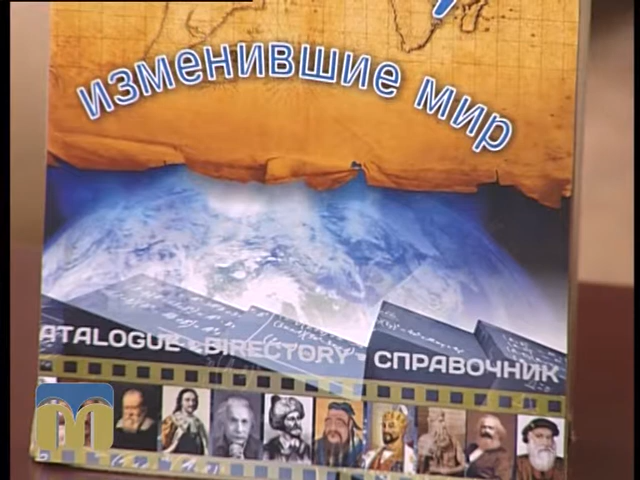 изменившие мир
ATALOGUE - DIRECTORY - СПРАВОЧНИК